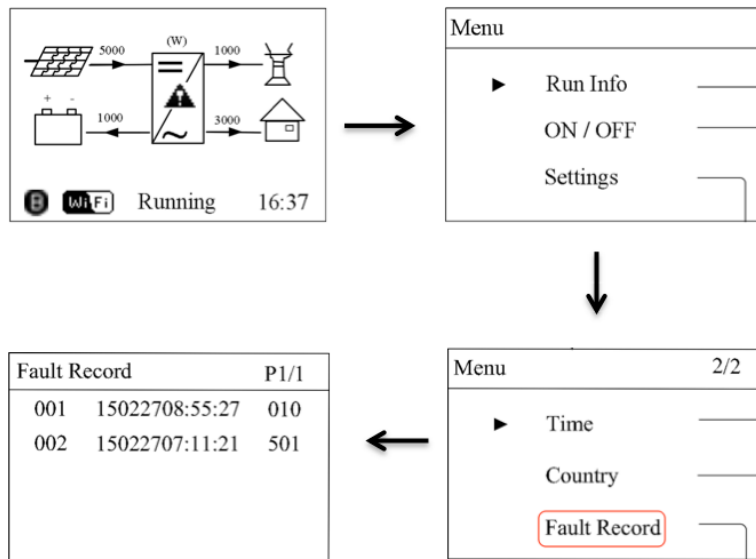 (W)
5000 1000
+ -
1000 3000
WiFi Running 16:37
Menu
Run Info
ON / OFF
Settings
Menu 2/2
Time
Country
Fault Record
Fault Record P1/1
001 15022708:55:27 010
002 15022707:11:21 501